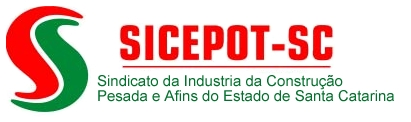 SICEPOT-SC
Sindicato da Industria da Construção
Pesada e Afins do Estado de Santa Catarina